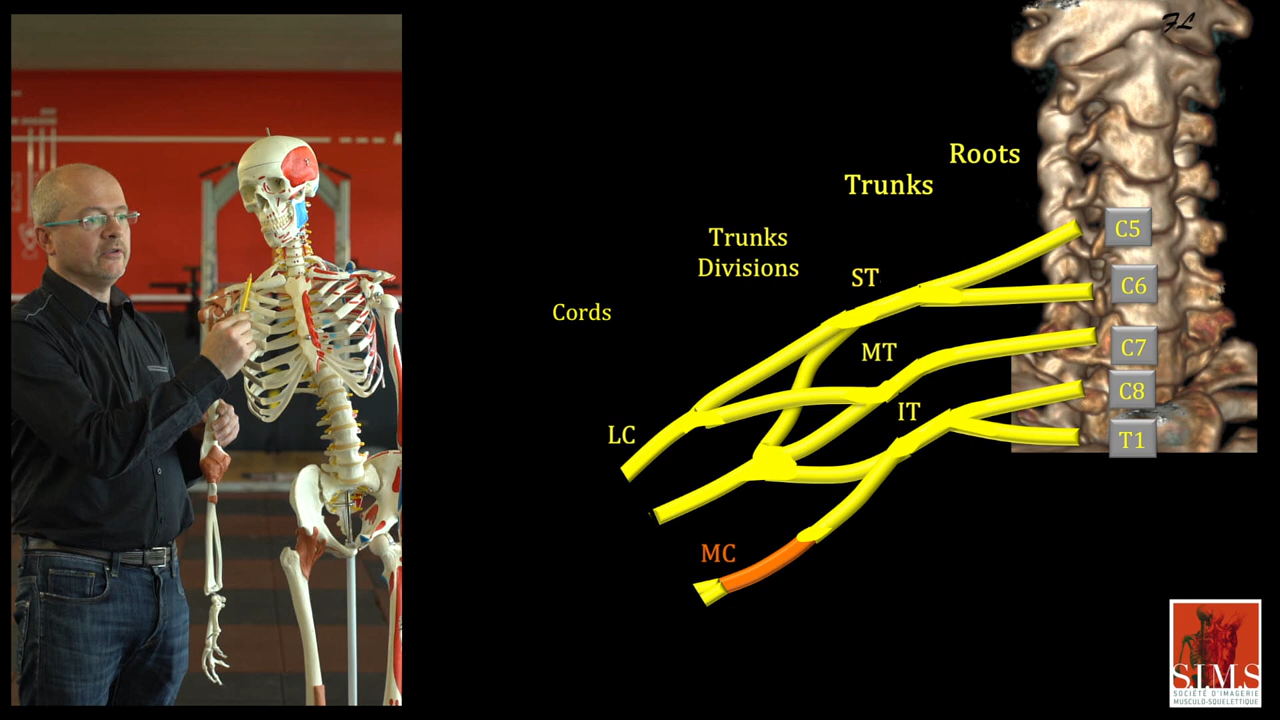 FL
Roots
Trunks
Trunks
Divisions
Cords
ST
MT
IT
LC
MC
C5
C6
C7
C8
T1
S.I.M.S
SOCIÉTÉ D'IMAGERIE
MUSCULO-SQUELETTIQUE